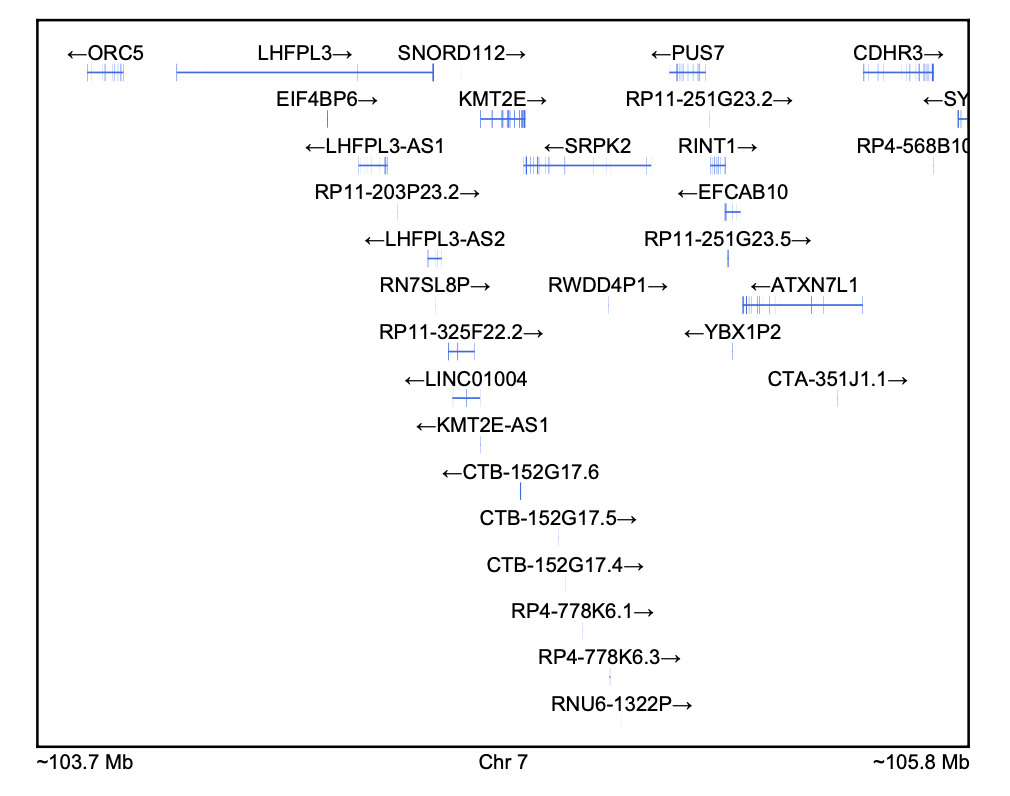 ←ORC5 LHFPL3→ SNORD112→ ←PUS7 CDHR3→
EIF4BP6→ KMT2E→ RP11-251G23.2→ ←SY
←LHFPL3-AS1 ←SRPK2 RINT1→ RP4-568B10
RP11-203P23.2→ ←EFCAB10
←LHFPL3-AS2 RP11-251G23.5→
RN7SL8P→ RWDD4P1→ ←ATXN7L1
RP11-325F22.2→ ←YBX1P2
←LINC01004 CTA-351J1.1→
←KMT2E-AS1
←CTB-152G17.6
CTB-152G17.5→
CTB-152G17.4→
RP4-778K6.1→
RP4-778K6.3→
RNU6-1322P→
~103.7 Mb Chr 7 ~105.8 Mb